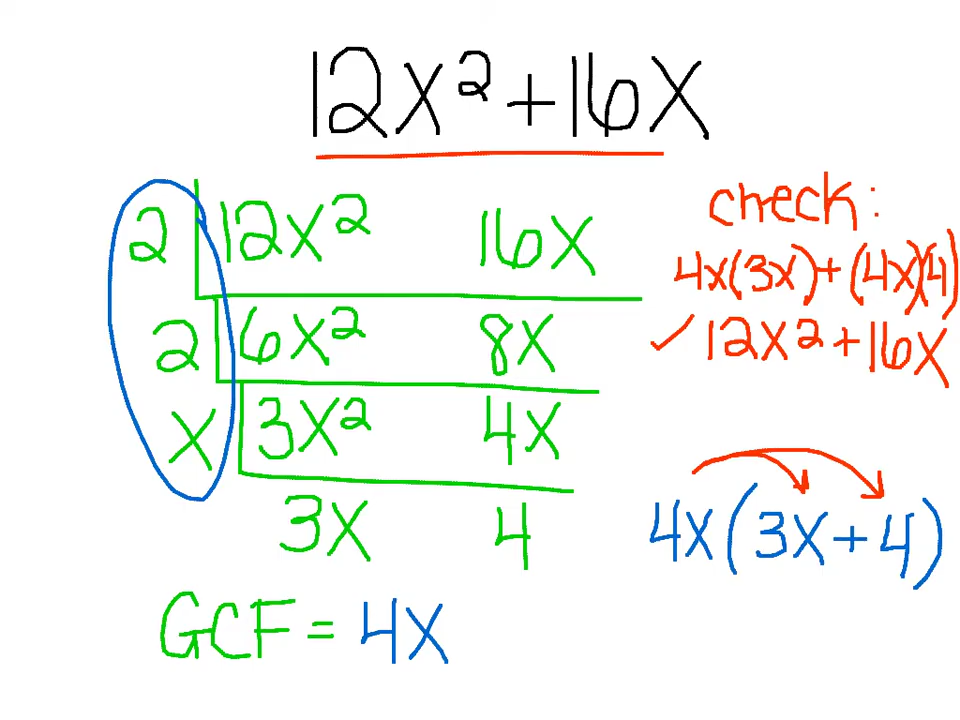 12x²+16x
2 12x² 16x
2 6x² 8x
x 3x² 4x
3x 4
GCF = 4x
check:
4x(3x)+(4x)(4)
✓12x²+16x
4x(3x+4)